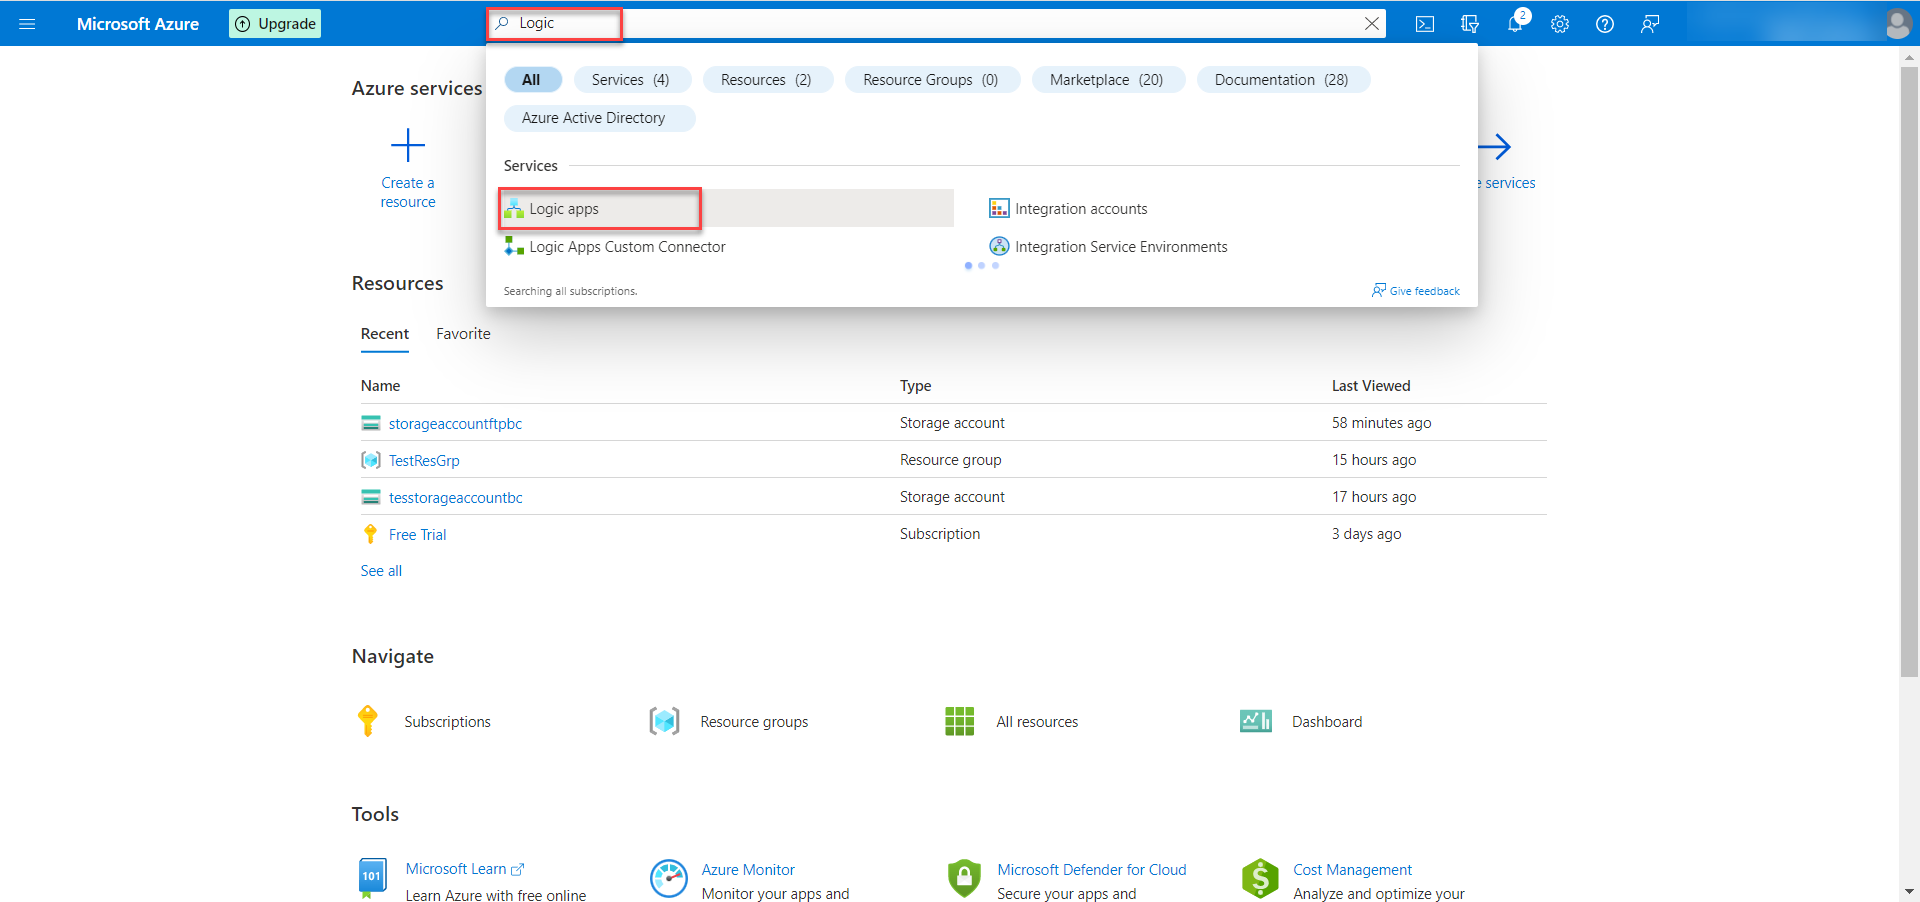 Microsoft Azure
Upgrade
Logic
2
All
Services (4)
Resources (2)
Resource Groups (0)
Marketplace (20)
Documentation (28)
Azure Active Directory
Azure services
Create a
resource
services
Services
Logic apps
Integration accounts
Logic Apps Custom Connector
Integration Service Environments
Searching all subscriptions.
Give feedback
Resources
Recent
Favorite
Name
Type
Last Viewed
storageaccountftpbc
Storage account
58 minutes ago
TestResGrp
Resource group
15 hours ago
tesstorageaccountbc
Storage account
17 hours ago
Free Trial
Subscription
3 days ago
See all
Navigate
Subscriptions
Resource groups
All resources
Dashboard
Tools
101
Microsoft Learn
Learn Azure with free online
Azure Monitor
Monitor your apps and
Microsoft Defender for Cloud
Secure your apps and
Cost Management
Analyze and optimize your